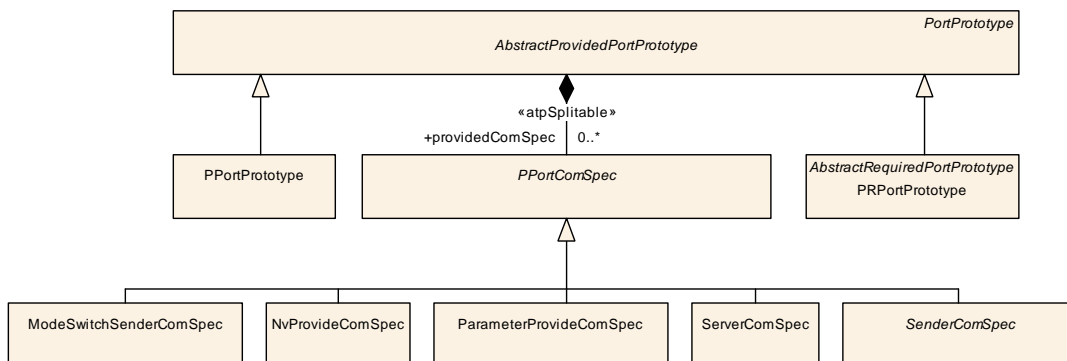 PortPrototype
AbstractProvidedPortPrototype
«atpSplitable»
+providedComSpec 0..*
PPortPrototype
PPortComSpec
AbstractRequiredPortPrototype
PRPortPrototype
ModeSwitchSenderComSpec
NvProvideComSpec
ParameterProvideComSpec
ServerComSpec
SenderComSpec